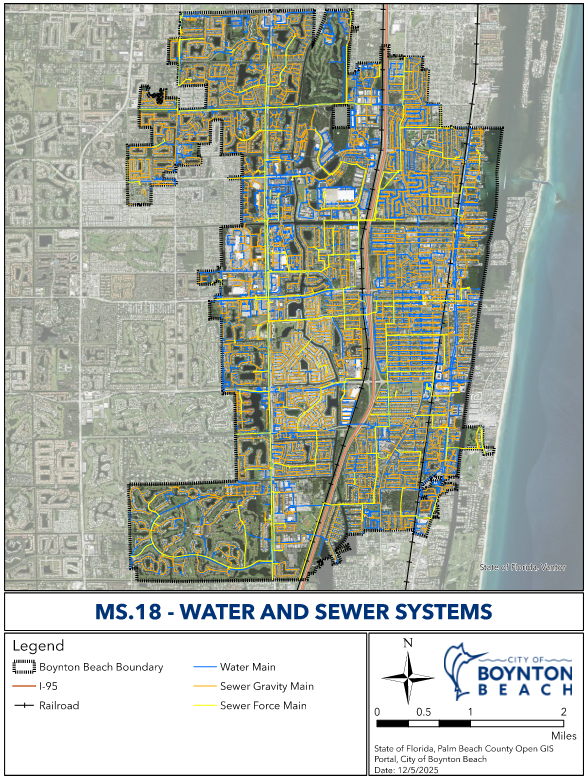 State of Florida, Vantor
MS.18 - WATER AND SEWER SYSTEMS
Legend
Boynton Beach Boundary
I-95
Railroad
Water Main
Sewer Gravity Main
Sewer Force Main
N
CITY OF
BOYNTON
BEACH
0 0.5 1 2
Miles
State of Florida, Palm Beach County Open GIS
Portal, City of Boynton Beach
Date: 12/5/2025